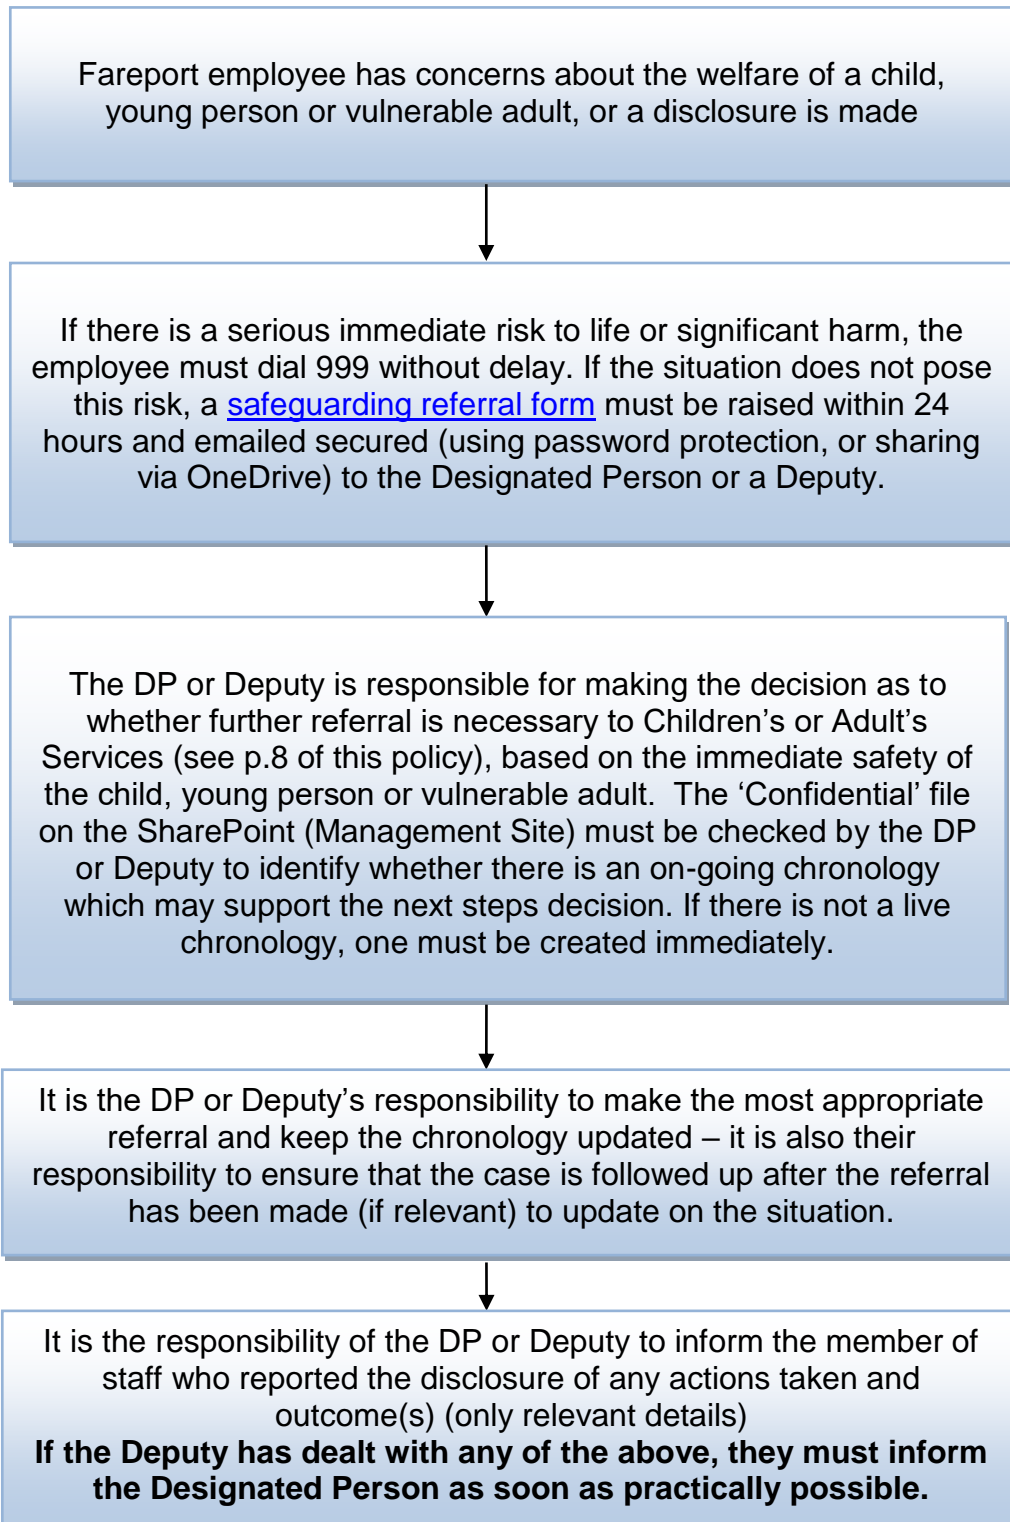 Fareport employee has concerns about the welfare of a child,
young person or vulnerable adult, or a disclosure is made
If there is a serious immediate risk to life or significant harm, the
employee must dial 999 without delay. If the situation does not pose
this risk, a safeguarding referral form must be raised within 24
hours and emailed secured (using password protection, or sharing
via OneDrive) to the Designated Person or a Deputy.
The DP or Deputy is responsible for making the decision as to
whether further referral is necessary to Children’s or Adult’s
Services (see p.8 of this policy), based on the immediate safety of
the child, young person or vulnerable adult.  The ‘Confidential’ file
on the SharePoint (Management Site) must be checked by the DP
or Deputy to identify whether there is an on-going chronology
which may support the next steps decision. If there is not a live
chronology, one must be created immediately.
It is the DP or Deputy’s responsibility to make the most appropriate
referral and keep the chronology updated – it is also their
responsibility to ensure that the case is followed up after the referral
has been made (if relevant) to update on the situation.
It is the responsibility of the DP or Deputy to inform the member of
staff who reported the disclosure of any actions taken and
outcome(s) (only relevant details)
If the Deputy has dealt with any of the above, they must inform
the Designated Person as soon as practically possible.